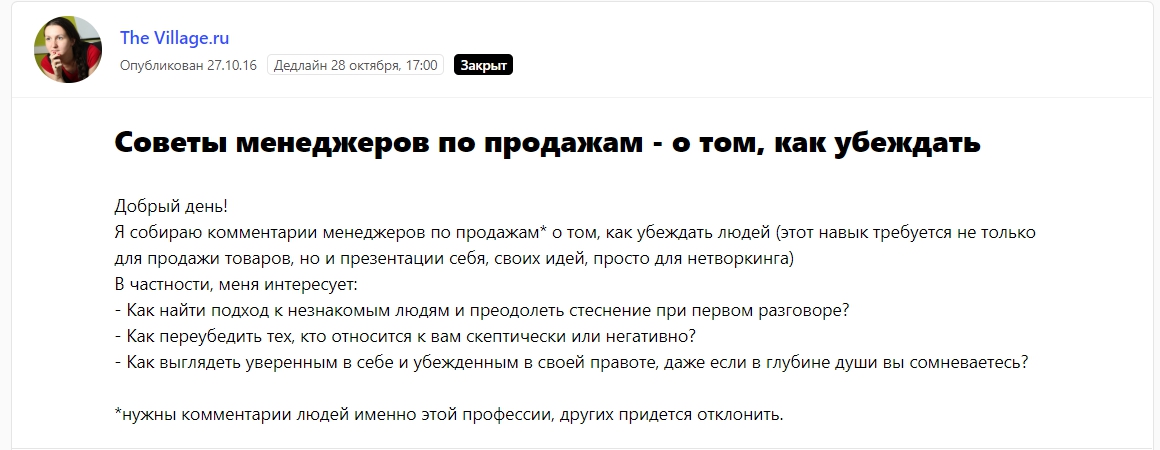 The Village.ru
Опубликован 27.10.16 Дедлайн 28 октября, 17:00 Закрыт
Советы менеджеров по продажам - о том, как убеждать
Добрый день!
Я собираю комментарии менеджеров по продажам* о том, как убеждать людей (этот навык требуется не только
для продажи товаров, но и презентации себя, своих идей, просто для нетворкинга)
В частности, меня интересует:
- Как найти подход к незнакомым людям и преодолеть стеснение при первом разговоре?
- Как переубедить тех, кто относится к вам скептически или негативно?
- Как выглядеть уверенным в себе и убежденным в своей правоте, даже если в глубине души вы сомневаетесь?
*нужны комментарии людей именно этой профессии, других придется отклонить.